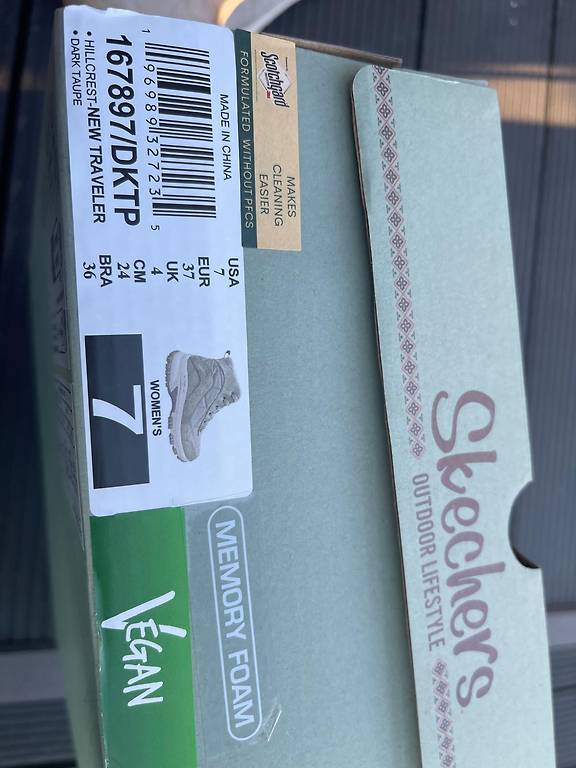 Skechers
OUTDOOR LIFESTYLE
Scotchgard
FORMULATED WITHOUT PFCS
MAKES
CLEANING
EASIER
MADE IN CHINA
1 96989 32723 5
167897/DKTP
• HILLCREST-NEW TRAVELER
• DARK TAUPE
USA
7
EUR
37
UK
4
CM
24
BRA
36
WOMEN'S
7
MEMORY FOAM
VEGAN